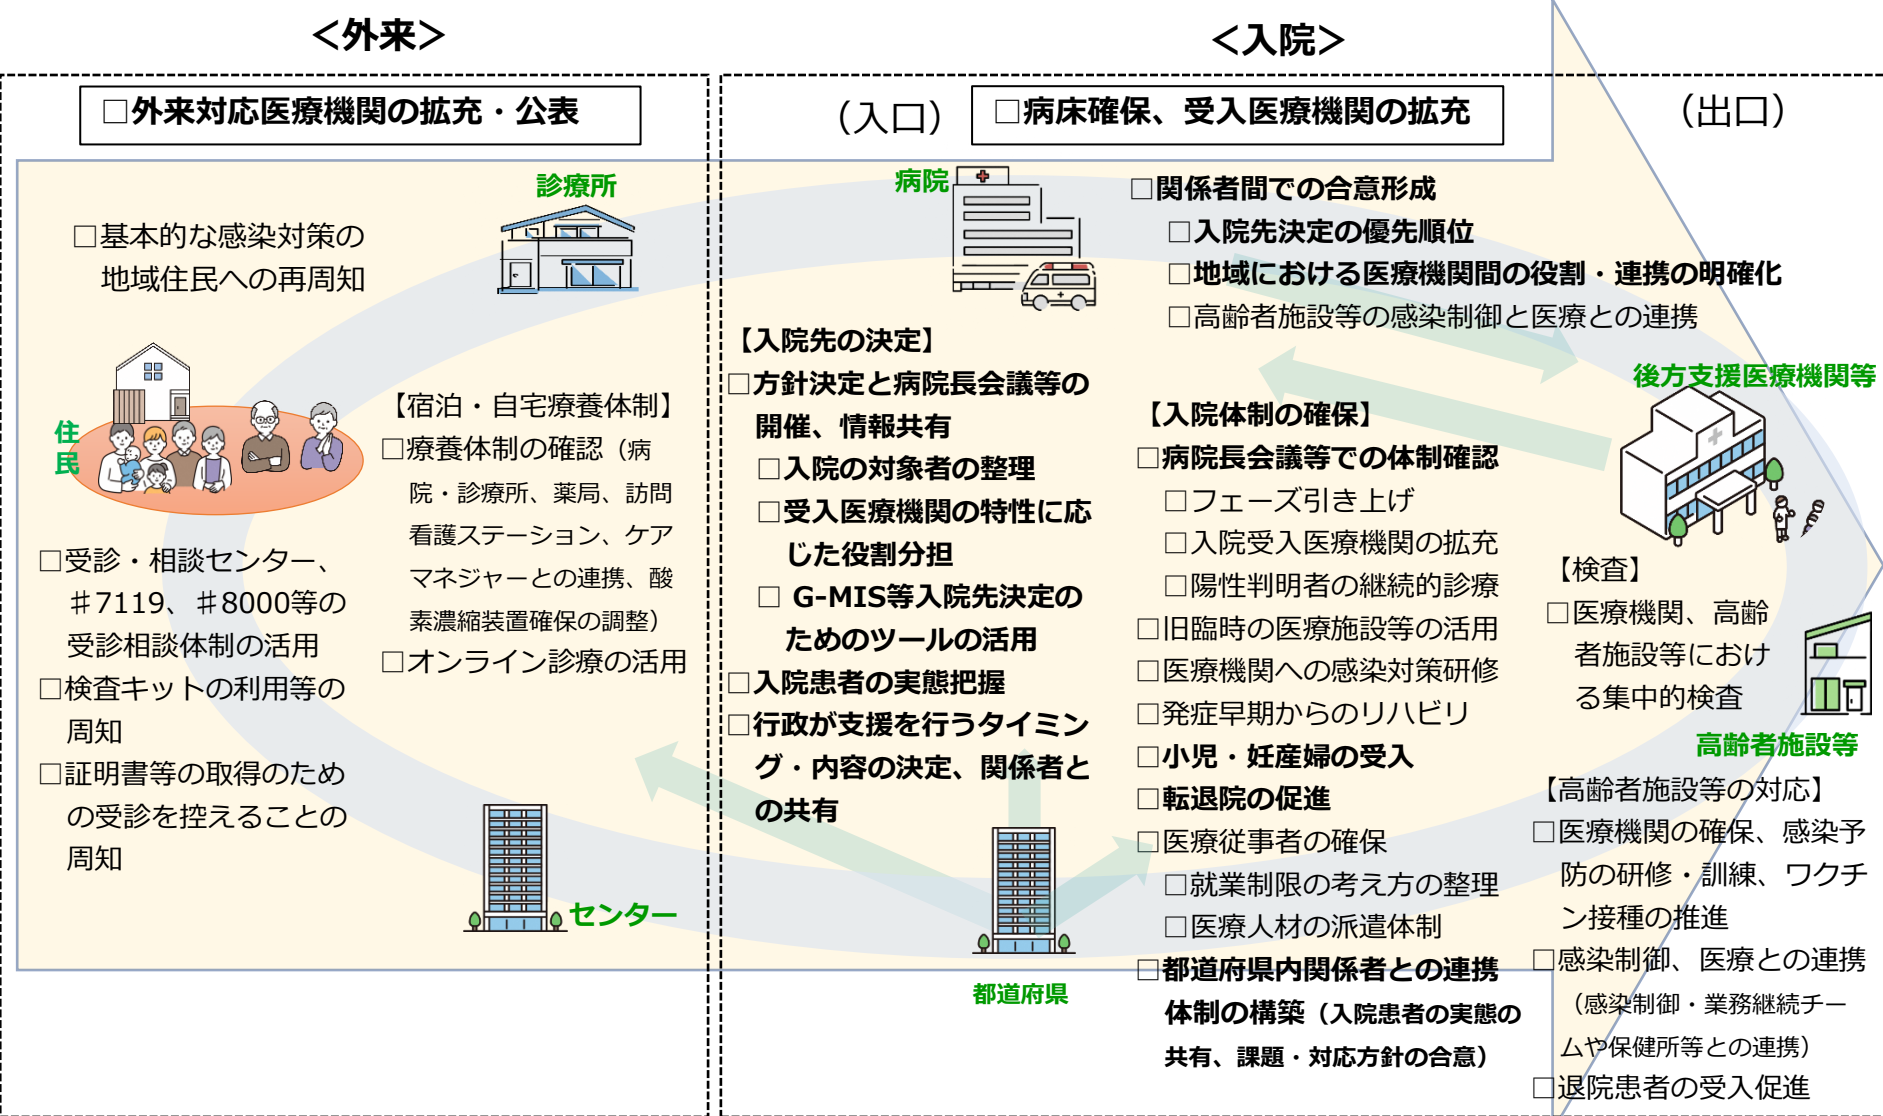 ＜外来＞
□外来対応医療機関の拡充・公表
診療所
□基本的な感染対策の
地域住民への再周知
住
民
【宿泊・自宅療養体制】
□療養体制の確認（病
院・診療所、薬局、訪問
看護ステーション、ケア
マネジャーとの連携、酸
素濃縮装置確保の調整）
□オンライン診療の活用
□受診・相談センター、
＃7119、＃8000等の
受診相談体制の活用
□検査キットの利用等の
周知
□証明書等の取得のため
の受診を控えることの
周知
センター
＜入院＞
（入口）
□病床確保、受入医療機関の拡充
（出口）
病院
□関係者間での合意形成
□入院先決定の優先順位
□地域における医療機関間の役割・連携の明確化
□高齢者施設等の感染制御と医療との連携
【入院先の決定】
□方針決定と病院長会議等の
開催、情報共有
□入院の対象者の整理
□受入医療機関の特性に応
じた役割分担
□ G-MIS等入院先決定の
ためのツールの活用
□入院患者の実態把握
□行政が支援を行うタイミン
グ・内容の決定、関係者と
の共有
都道府県
【入院体制の確保】
□病院長会議等での体制確認
□フェーズ引き上げ
□入院受入医療機関の拡充
□陽性判明者の継続的診療
□旧臨時の医療施設等の活用
□医療機関への感染対策研修
□発症早期からのリハビリ
□小児・妊産婦の受入
□転退院の促進
□医療従事者の確保
□就業制限の考え方の整理
□医療人材の派遣体制
□都道府県内関係者との連携
体制の構築（入院患者の実態の
共有、課題・対応方針の合意）
後方支援医療機関等
【検査】
□医療機関、高齢
者施設等におけ
る集中的検査
高齢者施設等
【高齢者施設等の対応】
□医療機関の確保、感染予
防の研修・訓練、ワクチ
ン接種の推進
□感染制御、医療との連携
（感染制御・業務継続チー
ムや保健所等との連携）
□退院患者の受入促進